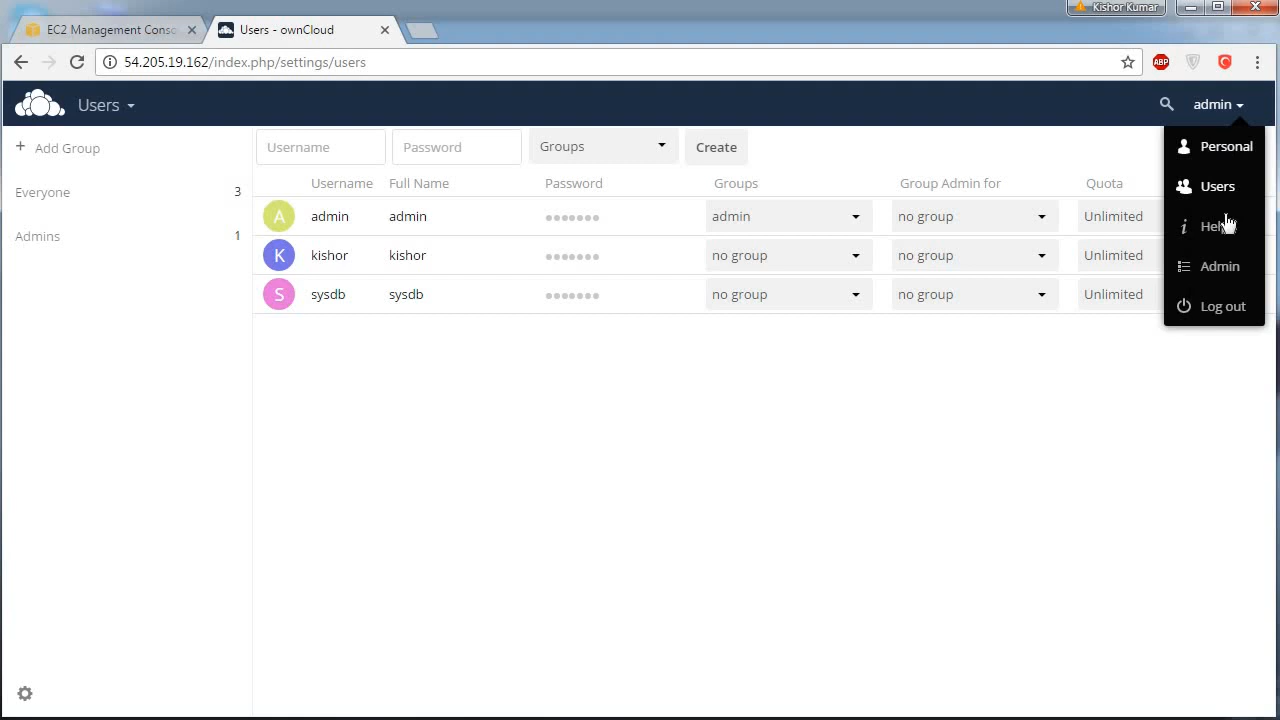 Kishor Kumar
EC2 Management Conso
Users - ownCloud
54.205.19.162/index.php/settings/users
ABP
Users
admin
Personal
Users
Help
Admin
Log out
+ Add Group
Everyone 3
Admins 1
Username Password Groups Create
Username Full Name Password Groups Group Admin for Quota
A admin admin ●●●●●●● admin no group Unlimited
K kishor kishor ●●●●●●● no group no group Unlimited
S sysdb sysdb ●●●●●●● no group no group Unlimited